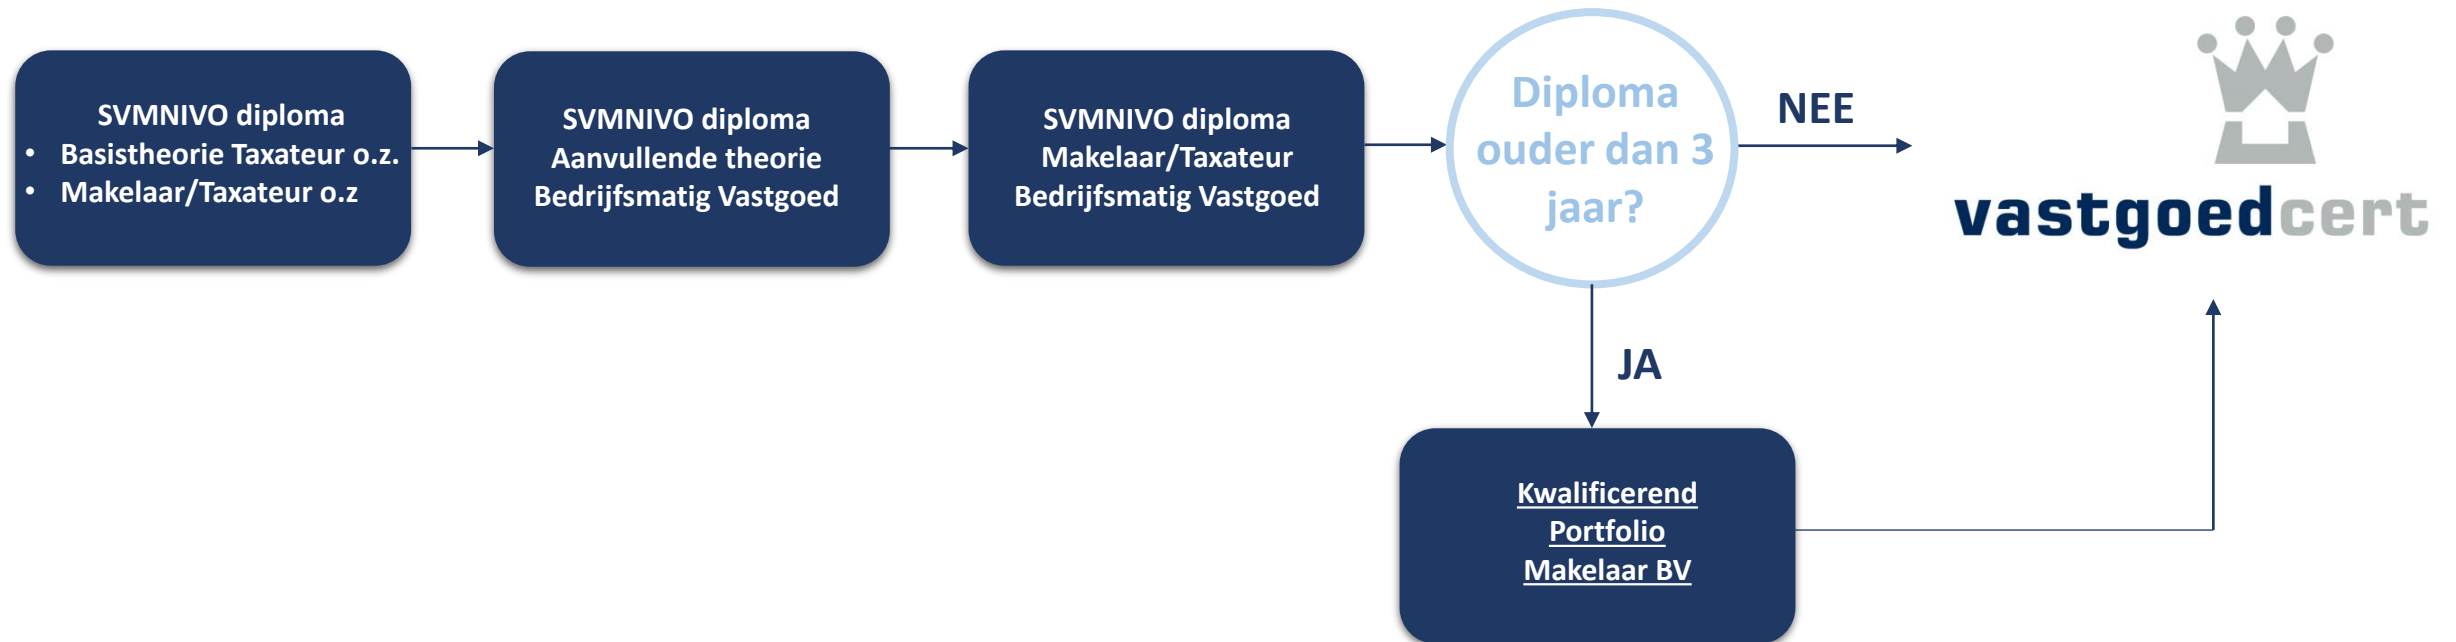 SVMNIVO diploma
• Basistheorie Taxateur o.z.
• Makelaar/Taxateur o.z
SVMNIVO diploma
Aanvullende theorie
Bedrijfsmatig Vastgoed
SVMNIVO diploma
Makelaar/Taxateur
Bedrijfsmatig Vastgoed
Diploma
ouder dan 3
jaar?
NEE
vastgoedcert
JA
Kwalificerend
Portfolio
Makelaar BV